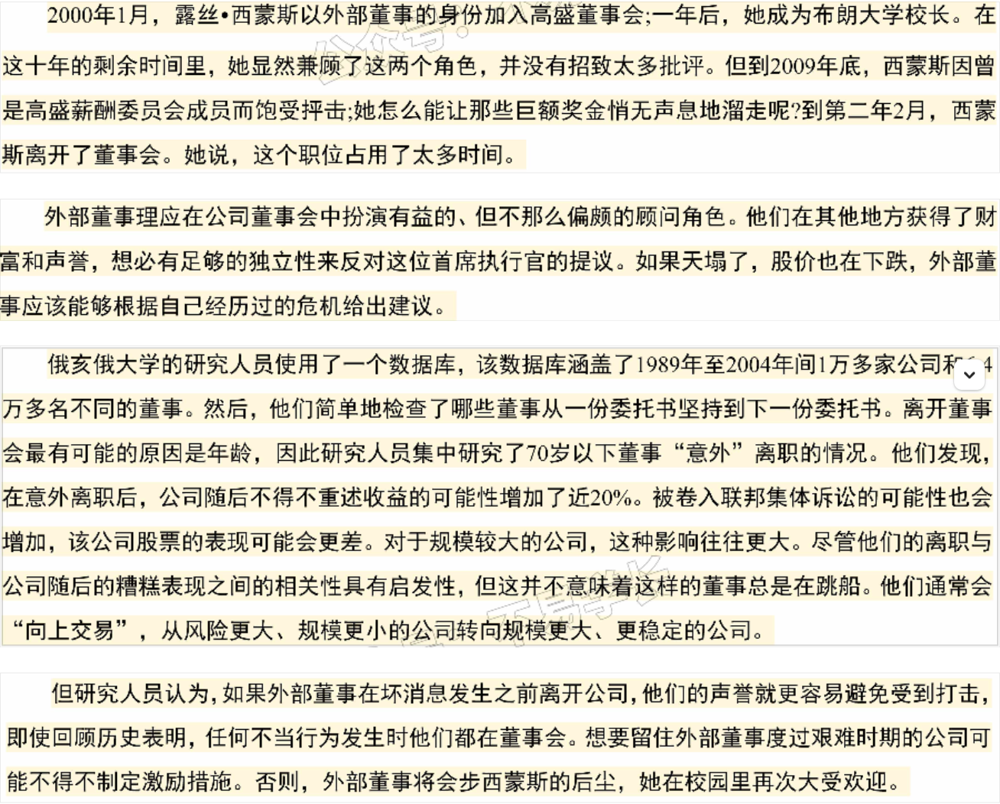 2000年1月，露丝•西蒙斯以外部董事的身份加入高盛董事会;一年后，她成为布朗大学校长。在
这十年的剩余时间里，她显然兼顾了这两个角色，并没有招致太多批评。但到2009年底，西蒙斯因曾
是高盛薪酬委员会成员而饱受抨击;她怎么能让那些巨额奖金悄无声息地溜走呢?到第二年2月，西蒙
斯离开了董事会。她说，这个职位占用了太多时间。
外部董事理应在公司董事会中扮演有益的、但不那么偏颇的顾问角色。他们在其他地方获得了财
富和声誉，想必有足够的独立性来反对这位首席执行官的提议。如果天塌了，股价也在下跌，外部董
事应该能够根据自己经历过的危机给出建议。
俄亥俄大学的研究人员使用了一个数据库，该数据库涵盖了1989年至2004年间1万多家公司和 4
万多名不同的董事。然后，他们简单地检查了哪些董事从一份委托书坚持到下一份委托书。离开董事
会最有可能的原因是年龄，因此研究人员集中研究了70岁以下董事“意外”离职的情况。他们发现，
在意外离职后，公司随后不得不重述收益的可能性增加了近20%。被卷入联邦集体诉讼的可能性也会
增加，该公司股票的表现可能会更差。对于规模较大的公司，这种影响往往更大。尽管他们的离职与
公司随后的糟糕表现之间的相关性具有启发性，但这并不意味着这样的董事总是在跳船。他们通常会
“向上交易”，从风险更大、规模更小的公司转向规模更大、更稳定的公司。
但研究人员认为,如果外部董事在坏消息发生之前离开公司,他们的声誉就更容易避免受到打击,
即使回顾历史表明，任何不当行为发生时他们都在董事会。想要留住外部董事度过艰难时期的公司可
能不得不制定激励措施。否则，外部董事将会步西蒙斯的后尘，她在校园里再次大受欢迎。